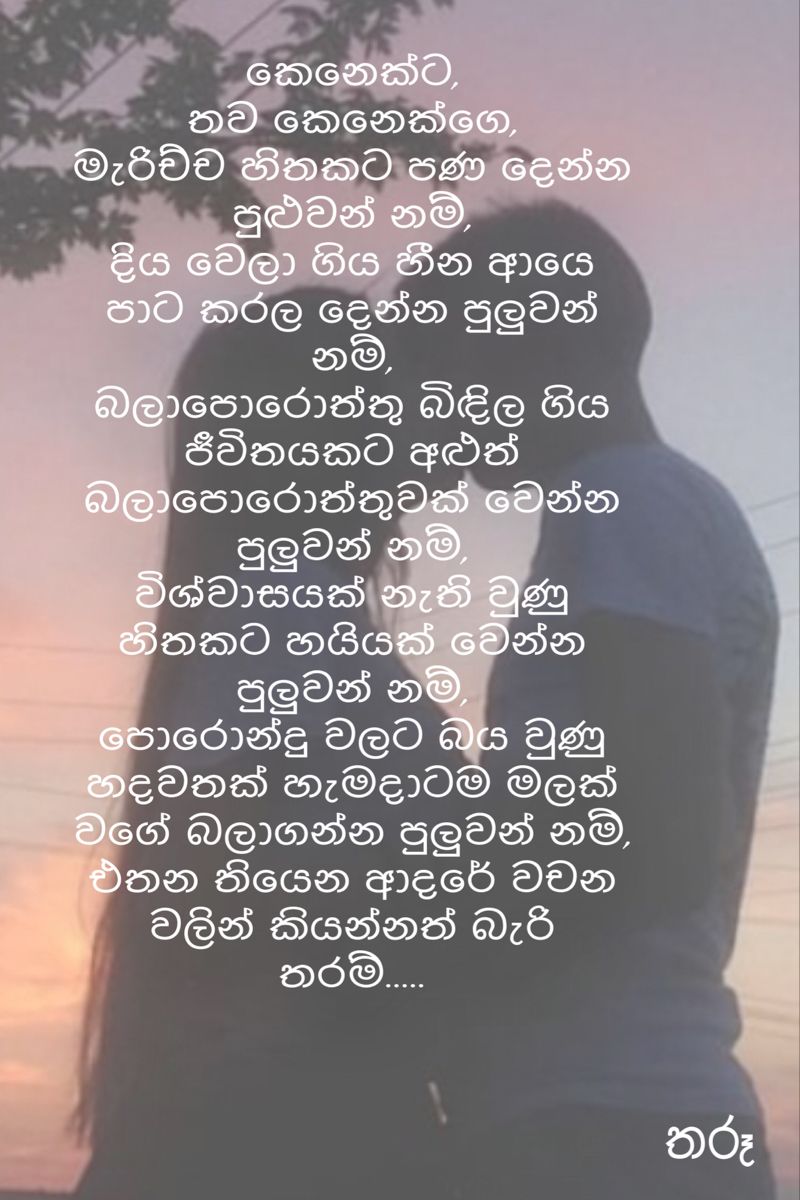 කෙනෙක්ට,
තව කෙනෙක්ගෙ,
මැරිච්ච හිතකට පණ දෙන්න
පුළුවන් නම්,
දිය වෙලා ගිය හීන ආයෙ
පාට කරල දෙන්න පුලුවන්
නම්,
බලාපොරොත්තු බිඳිල ගිය
ජීවිතයකට අළුත්
බලාපොරොත්තුවක් වෙන්න
පුලුවන් නම්,
විශ්වාසයක් නැති වුණු
හිතකට හයියක් වෙන්න
පුලුවන් නම්,
පොරොන්දු වලට බය වුණු
හදවතක් හැමදාටම මලක්
වගේ බලාගන්න පුලුවන් නම්,
එතන තියෙන ආදරේ වචන
වලින් කියන්නත් බැරි
තරම්.....
තරූ